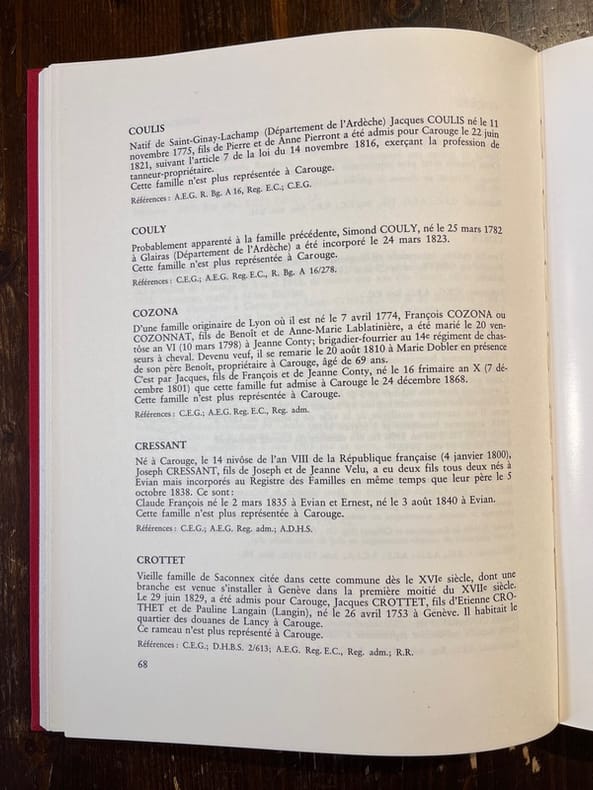 COULIS
Natif de Saint-Ginay-Lachamp (Département de l'Ardèche) Jacques COULIS né le 11
novembre 1775, fils de Pierre et de Anne Pierront a été admis pour Carouge le 22 juin
1821, suivant l'article 7 de la loi du 14 novembre 1816, exerçant la profession de
tanneur-propriétaire.
Cette famille n'est plus représentée à Carouge.
Références : A.E.G. R. Bg. A 16, Reg. E.C.; C.E.G.
COULY
Probablement apparenté à la famille précédente, Simond COULY, né le 25 mars 1782
à Glairas (Département de l'Ardèche) a été incorporé le 24 mars 1823.
Cette famille n'est plus représentée à Carouge.
Références : C.E.G.; A.E.G. Reg. E.C., R. Bg. A 16/278.
COZONA
D'une famille originaire de Lyon où il est né le 7 avril 1774, François COZONA ou
COZONNAT, fils de Benoît et de Anne-Marie Lablatinière, a été marié le 20 ven-
tôse an VI (10 mars 1798) à Jeanne Conty; brigadier-fourrier au 14e régiment de chas-
seurs à cheval. Devenu veuf, il se remarie le 20 août 1810 à Marie Dobler en présence
de son père Benoît, propriétaire à Carouge, âgé de 69 ans.
C'est par Jacques, fils de François et de Jeanne Conty, né le 16 frimaire an X (7 dé-
cembre 1801) que cette famille fut admise à Carouge le 24 décembre 1868.
Cette famille n'est plus représentée à Carouge.
Références : C.E.G.; A.E.G. Reg. E.C., Reg. adm.
CRESSANT
Né à Carouge, le 14 nivôse de l'an VIII de la République française (4 janvier 1800),
Joseph CRESSANT, fils de Joseph et de Jeanne Velu, a eu deux fils tous deux nés à
Evian mais incorporés au Registre des Familles en même temps que leur père le 5
octobre 1838. Ce sont :
Claude François né le 2 mars 1835 à Evian et Ernest, né le 3 août 1840 à Evian.
Cette famille n'est plus représentée à Carouge.
Références : C.E.G.; A.E.G. Reg. adm.; A.D.H.S.
CROTTET
Vieille famille de Saconnex citée dans cette commune dès le XVIe siècle, dont une
branche est venue s'installer à Genève dans la première moitié du XVIIe siècle.
Le 29 juin 1829, a été admis pour Carouge, Jacques CROTTET, fils d'Etienne CRO-
THET et de Pauline Langain (Langin), né le 26 avril 1753 à Genève. Il habitait le
quartier des douanes de Lancy à Carouge.
Ce rameau n'est plus représenté à Carouge.
Références : C.E.G.; D.H.B.S. 2/613; A.E.G. Reg. E.C., Reg. adm.; R.R.
68